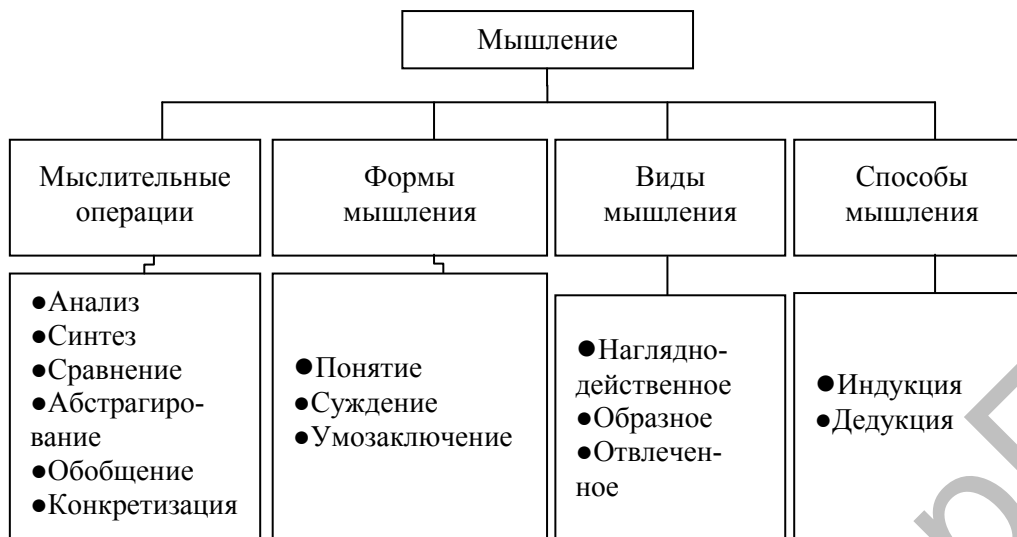 Мышление
Мыслительные
операции
Формы
мышления
Виды
мышления
Способы
мышления
●Анализ
●Синтез
●Сравнение
●Абстрагиро-
вание
●Обобщение
●Конкретизация
●Понятие
●Суждение
●Умозаключение
●Наглядно-
действенное
●Образное
●Отвлечен-
ное
●Индукция
●Дедукция